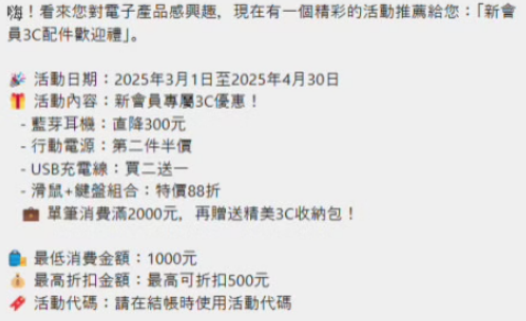 嗨！看來您對電子產品感興趣，現在有一個精彩的活動推薦給您：「新會
員3C配件歡迎禮」。
🎉 活動日期：2025年3月1日至2025年4月30日
🎁 活動內容：新會員專屬3C優惠！
- 藍芽耳機：直降300元
- 行動電源：第二件半價
- USB充電線：買二送一
- 滑鼠+鍵盤組合：特價88折
💼 單筆消費滿2000元，再贈送精美3C收納包！
🛍️ 最低消費金額：1000元
💰 最高折扣金額：最高可折扣500元
🚀 活動代碼：請在結帳時使用活動代碼